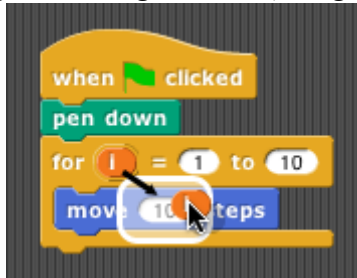 when clicked
pen down
for i = 1 to 10
move 10 steps